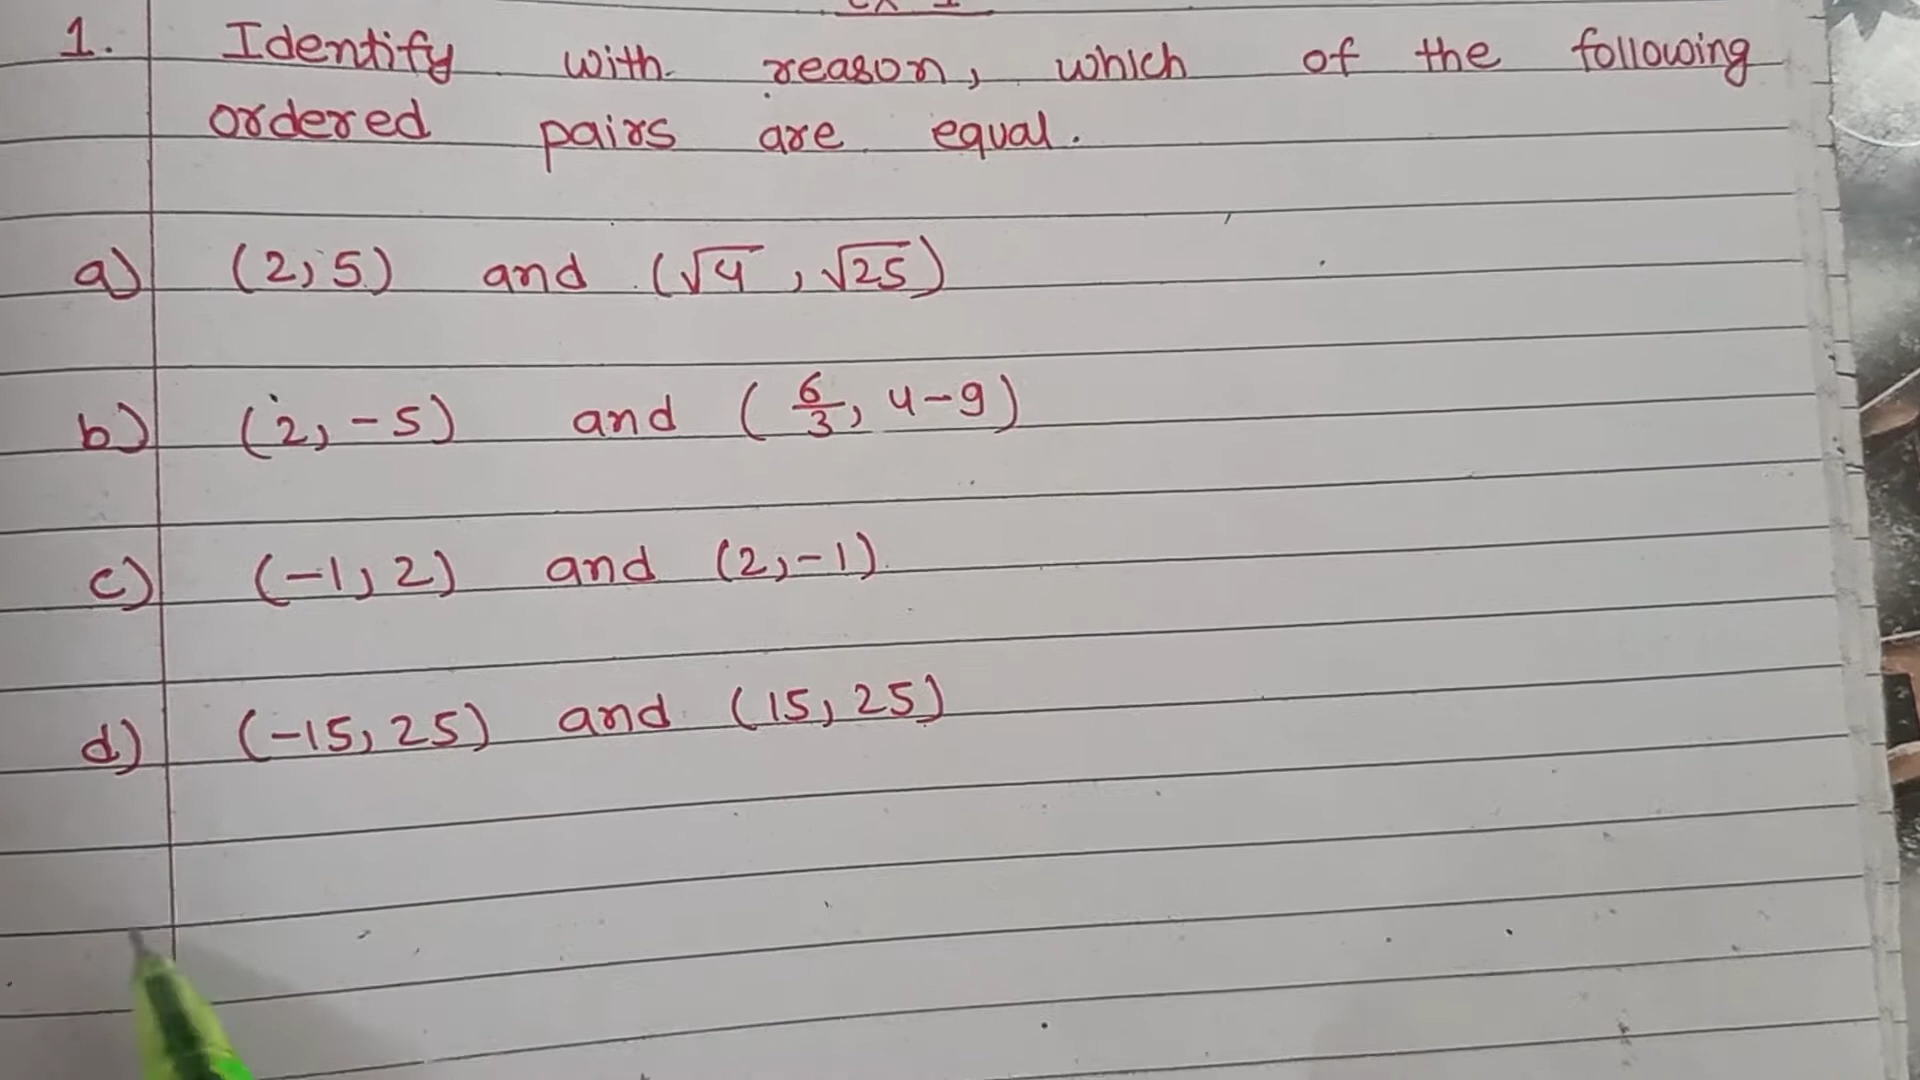 1. Identify with reason, which of the following
ordered pairs are equal.
a) (2, 5) and (√4, √25)
b) (2, -5) and (6/3, 4-9)
c) (-1, 2) and (2, -1)
d) (-15, 25) and (15, 25)